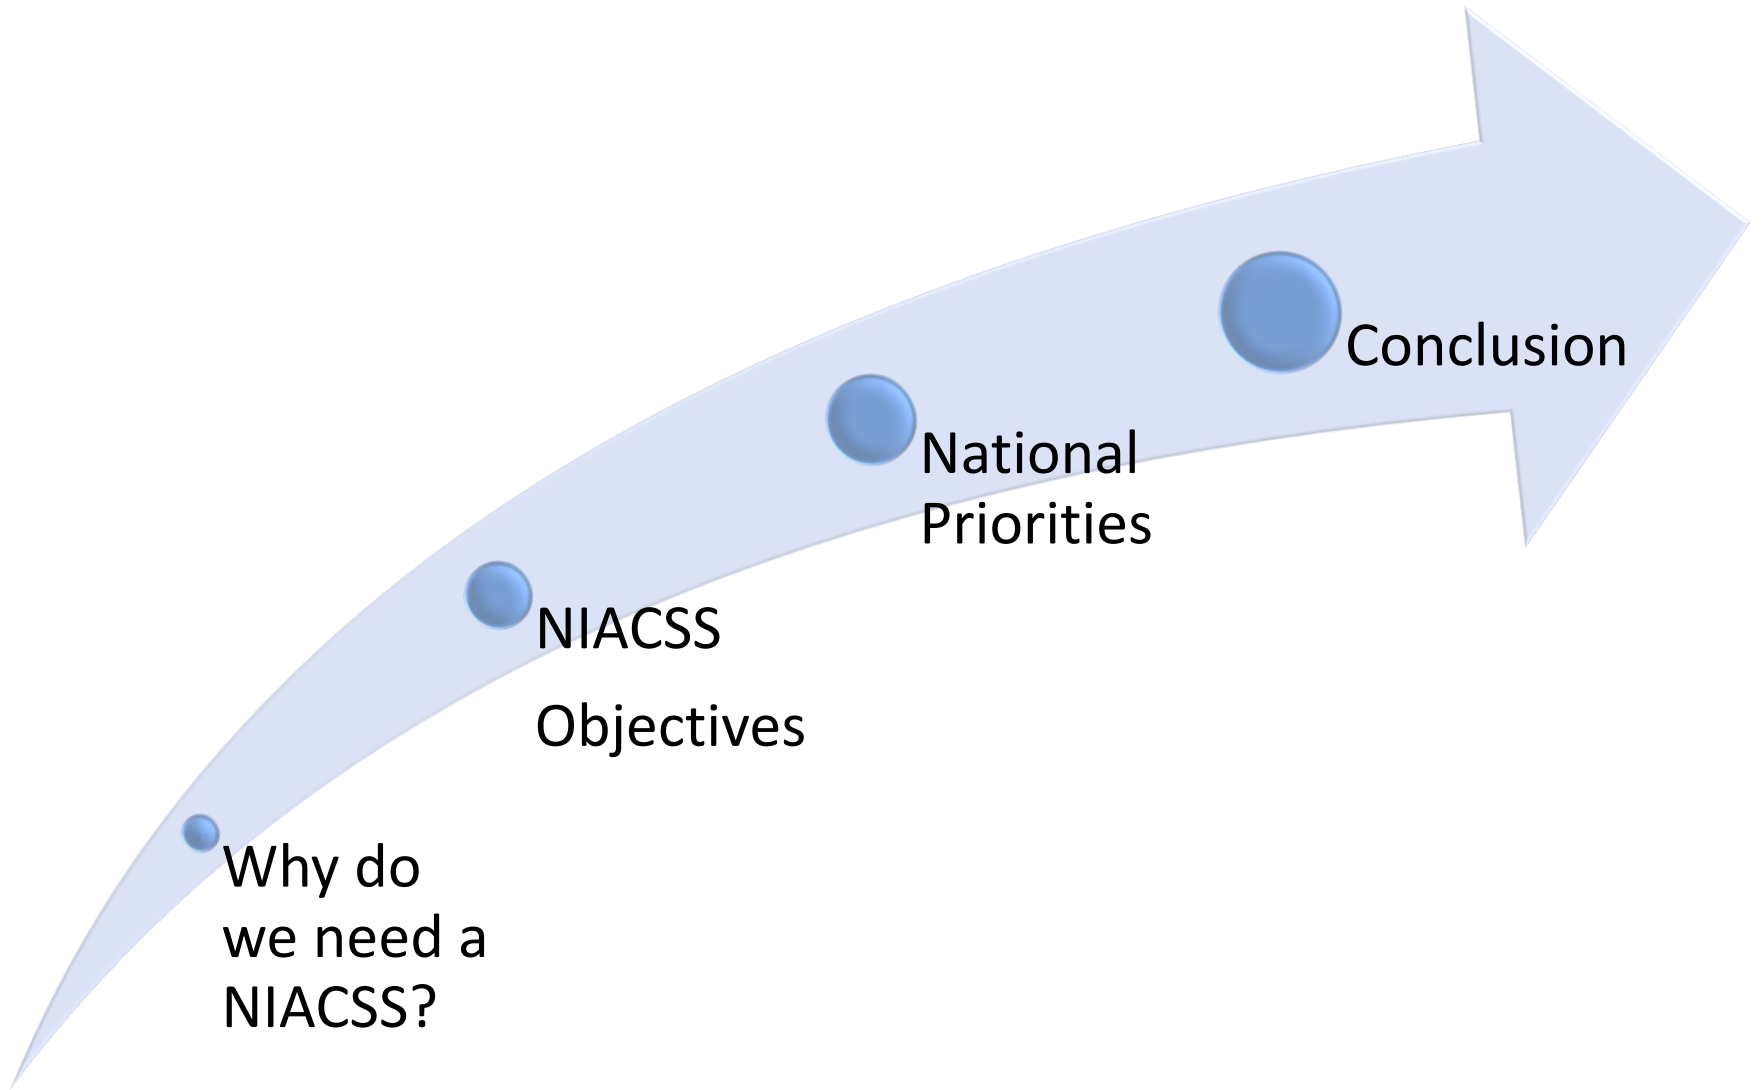 Why do
we need a
NIACSS?
NIACSS
Objectives
National
Priorities
Conclusion